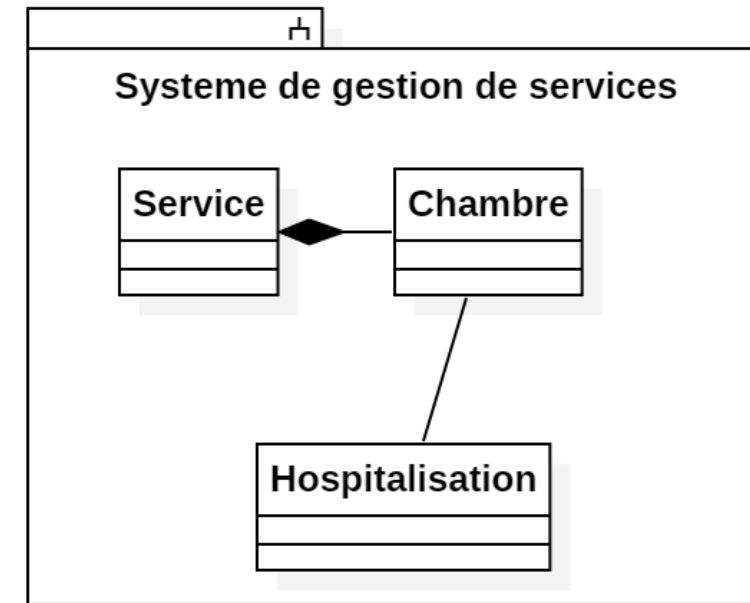 Systeme de gestion de services
Service
Chambre
Hospitalisation